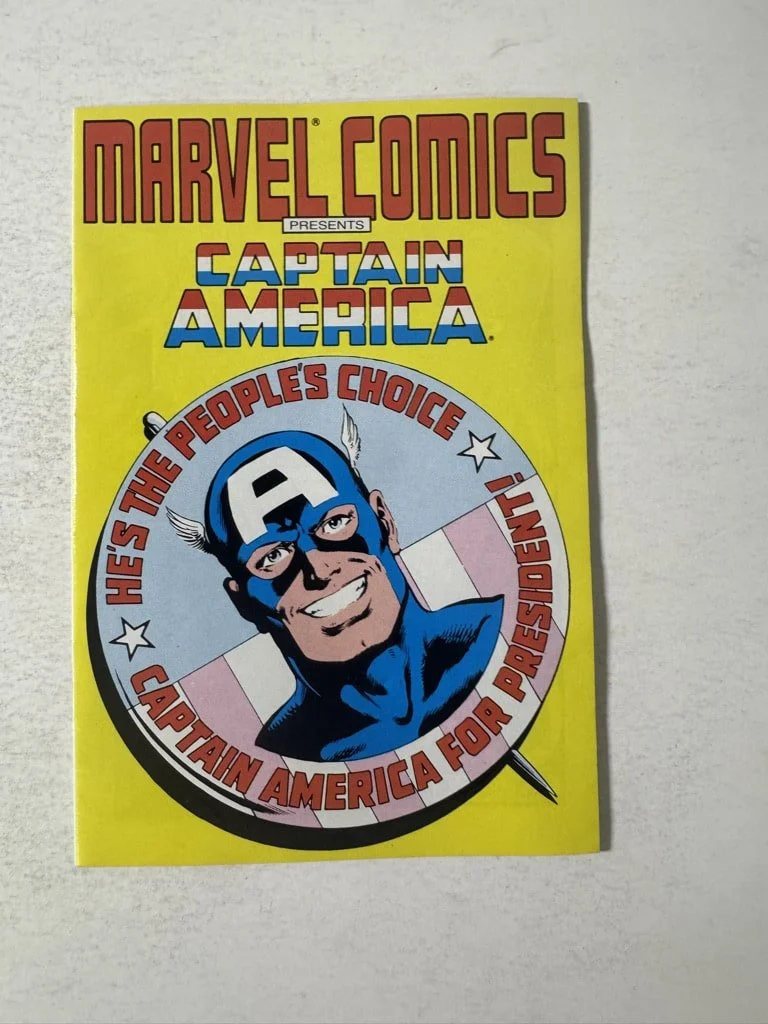 MARVEL COMICS®
PRESENTS
CAPTAIN
AMERICA®
HE'S THE PEOPLE'S CHOICE
A
CAPTAIN AMERICA FOR PRESIDENT!